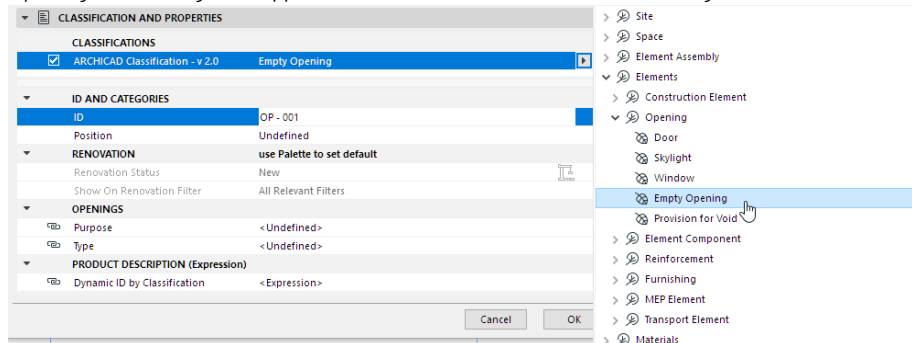 CLASSIFICATION AND PROPERTIES
CLASSIFICATIONS
ARCHICAD Classification - v 2.0 Empty Opening
ID AND CATEGORIES
ID OP - 001
Position Undefined
RENOVATION use Palette to set default
Renovation Status New
Show On Renovation Filter All Relevant Filters
OPENINGS
Purpose <Undefined>
Type <Undefined>
PRODUCT DESCRIPTION (Expression)
Dynamic ID by Classification <Expression>
Cancel OK
Site
Space
Element Assembly
Elements
Construction Element
Opening
Door
Skylight
Window
Empty Opening
Provision for Void
Element Component
Reinforcement
Furnishing
MEP Element
Transport Element
Materials